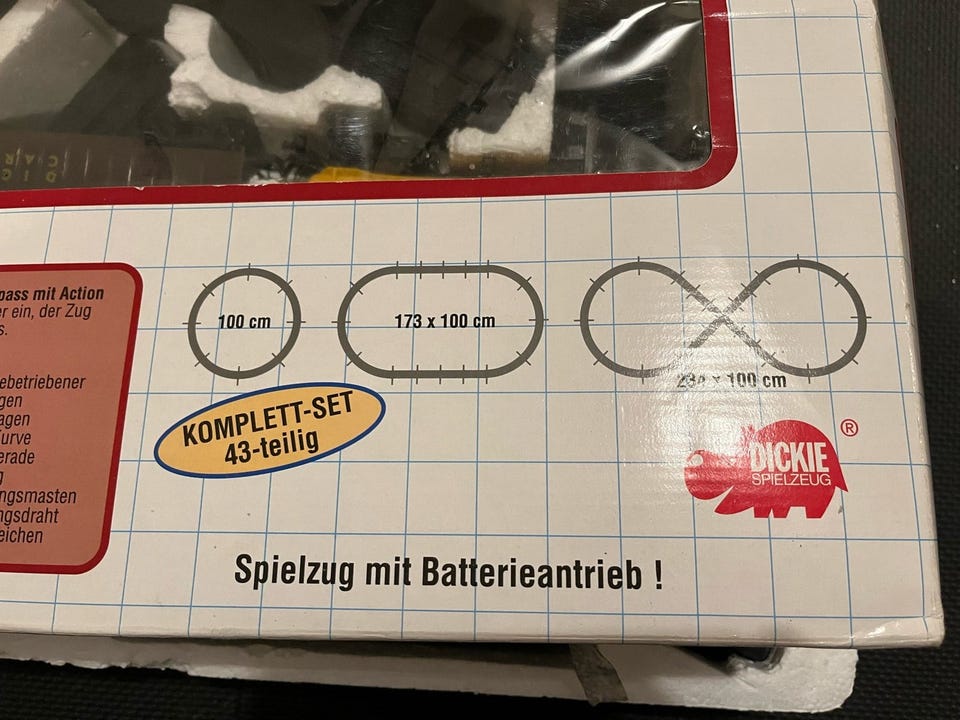 pass mit Action
er ein, der Zug
s.
ebetriebener
gen
agen
urve
erade
g
ngsmasten
ngsdraht
eichen
100 cm
173 x 100 cm
x 100 cm
KOMPLETT-SET
43-teilig
DICKIE
SPIELZEUG
®
Spielzug mit Batterieantrieb !